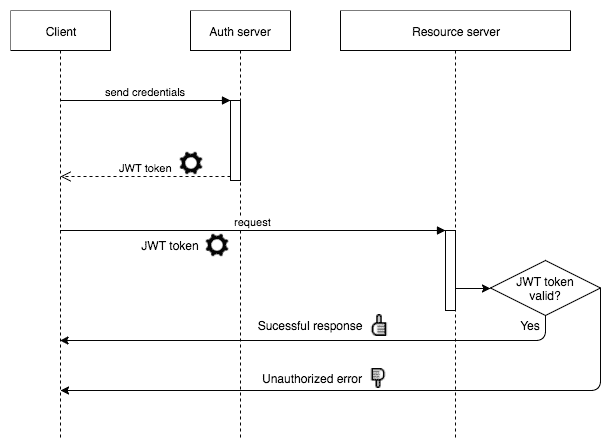 Client
Auth server
Resource server
send credentials
JWT token
request
JWT token
JWT token
valid?
Yes
Sucessful response
Unauthorized error